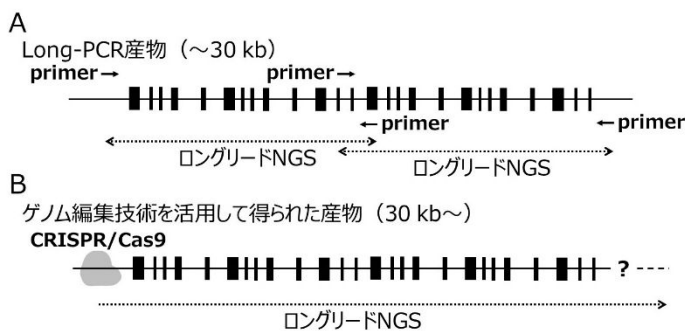 A
Long-PCR産物（～30 kb）
primer
primer
primer
primer
ロングリードNGS
ロングリードNGS
B
ゲノム編集技術を活用して得られた産物（30 kb～）
CRISPR/Cas9
?
ロングリードNGS